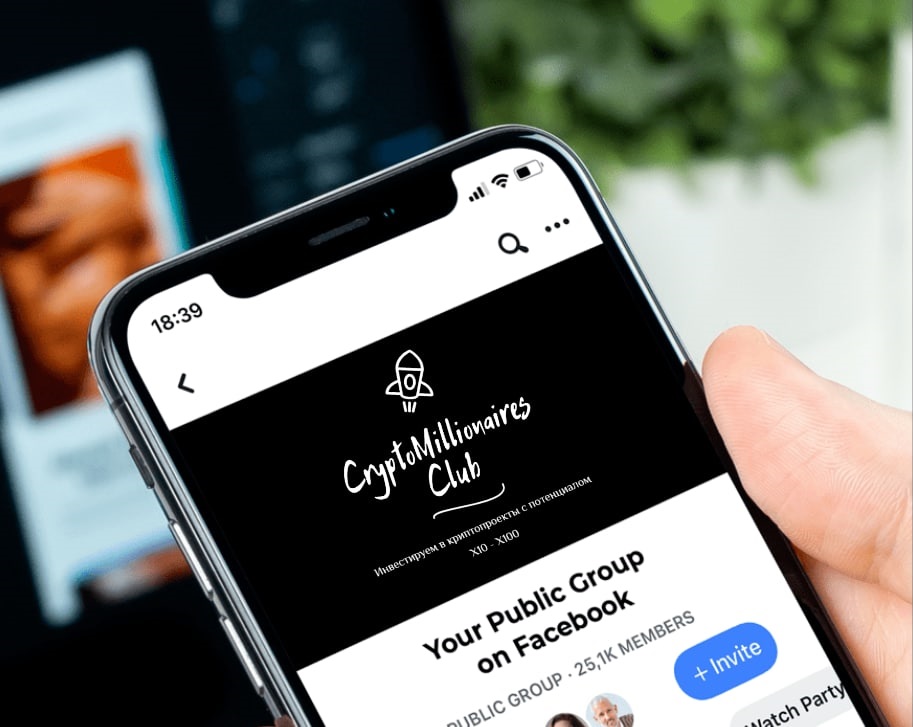 18:39
CryptoMillionaires
Club
Инвестируем в криптопроекты с потенциалом
X10 - X100
Your Public Group
on Facebook
PUBLIC GROUP · 25,1K MEMBERS
+ Invite
Watch Party